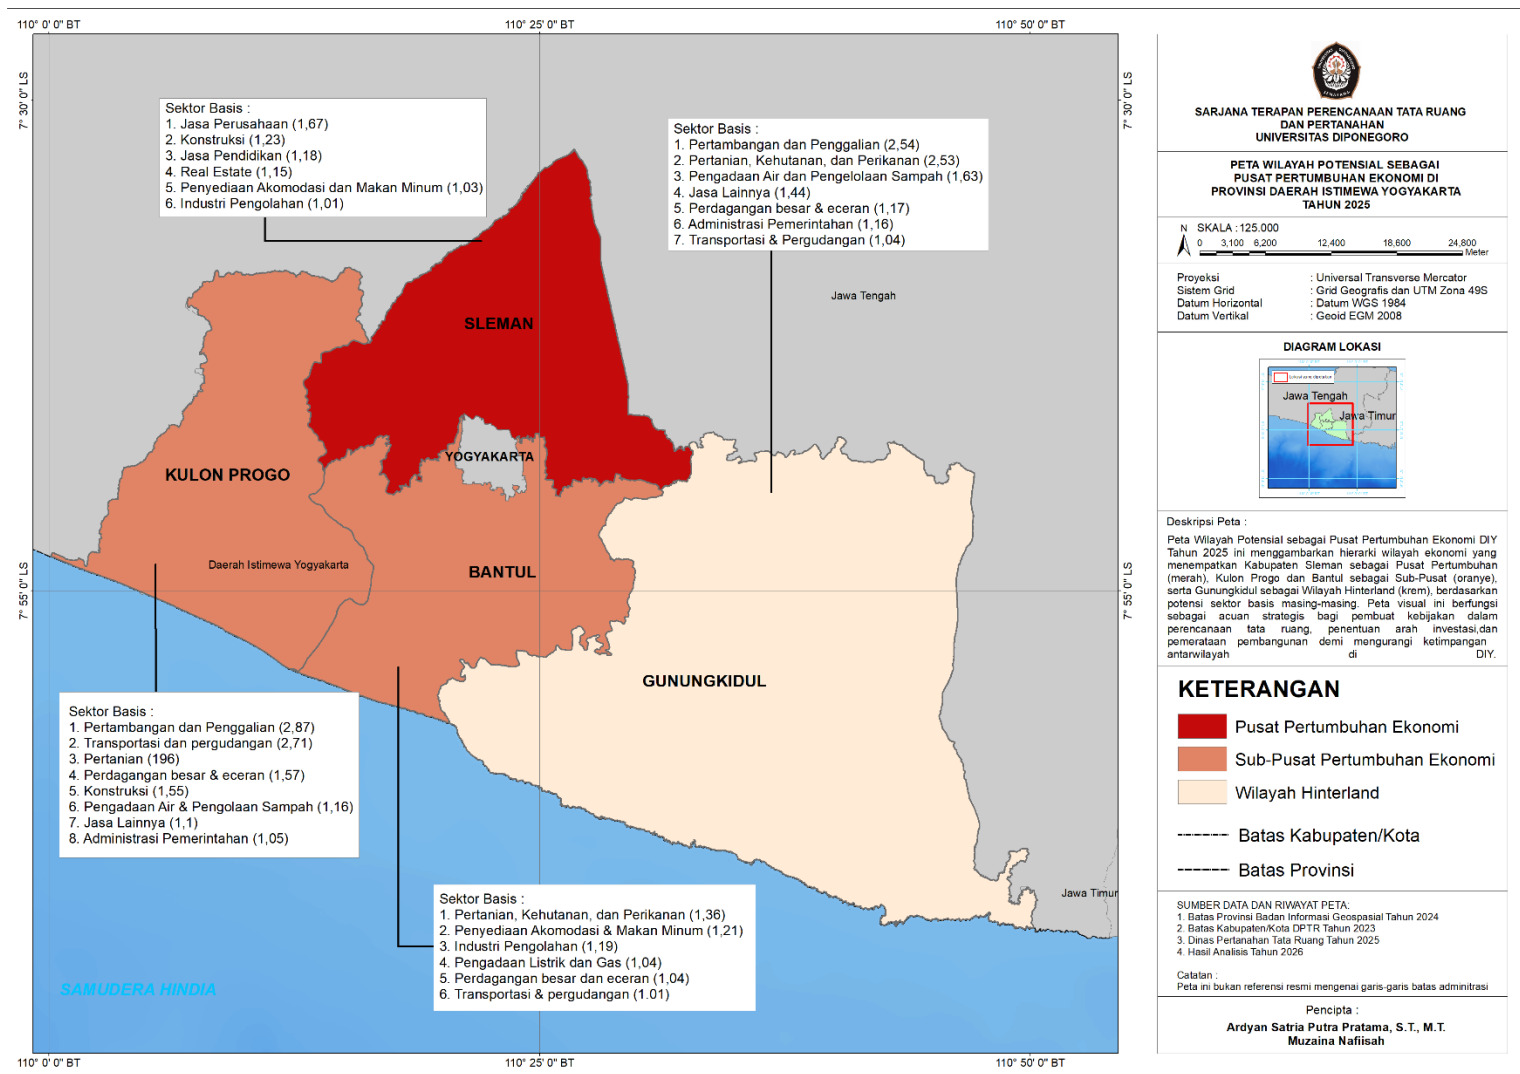 110° 0' 0" BT
110° 25' 0" BT
110° 50' 0" BT
7° 30' 0" LS
7° 30' 0" LS
Sektor Basis :
1. Jasa Perusahaan (1,67)
2. Konstruksi (1,23)
3. Jasa Pendidikan (1,18)
4. Real Estate (1,15)
5. Penyediaan Akomodasi dan Makan Minum (1,03)
6. Industri Pengolahan (1,01)
Sektor Basis :
1. Pertambangan dan Penggalian (2,54)
2. Pertanian, Kehutanan, dan Perikanan (2,53)
3. Pengadaan Air dan Pengelolaan Sampah (1,63)
4. Jasa Lainnya (1,44)
5. Perdagangan besar & eceran (1,17)
6. Administrasi Pemerintahan (1,16)
7. Transportasi & Pergudangan (1,04)
Jawa Tengah
SLEMAN
YOGYAKARTA
KULON PROGO
Daerah Istimewa Yogyakarta
BANTUL
GUNUNGKIDUL
7° 55' 0" LS
7° 55' 0" LS
Sektor Basis :
1. Pertambangan dan Penggalian (2,87)
2. Transportasi dan pergudangan (2,71)
3. Pertanian (196)
4. Perdagangan besar & eceran (1,57)
5. Konstruksi (1,55)
6. Pengadaan Air & Pengolaan Sampah (1,16)
7. Jasa Lainnya (1,1)
8. Administrasi Pemerintahan (1,05)
Sektor Basis :
1. Pertanian, Kehutanan, dan Perikanan (1,36)
2. Penyediaan Akomodasi & Makan Minum (1,21)
3. Industri Pengolahan (1,19)
4. Pengadaan Listrik dan Gas (1,04)
5. Perdagangan besar dan eceran (1,04)
6. Transportasi & pergudangan (1.01)
Jawa Timur
SAMUDERA HINDIA
110° 0' 0" BT
110° 25' 0" BT
110° 50' 0" BT
SARJANA TERAPAN PERENCANAAN TATA RUANG
DAN PERTANAHAN
UNIVERSITAS DIPONEGORO
PETA WILAYAH POTENSIAL SEBAGAI
PUSAT PERTUMBUHAN EKONOMI DI
PROVINSI DAERAH ISTIMEWA YOGYAKARTA
TAHUN 2025
N
SKALA : 125.000
0 3,100 6,200 12,400 18,600 24,800
Meter
Proyeksi : Universal Transverse Mercator
Sistem Grid : Grid Geografis dan UTM Zona 49S
Datum Horizontal : Datum WGS 1984
Datum Vertikal : Geoid EGM 2008
DIAGRAM LOKASI
Jawa Tengah
Jawa Timur
Deskripsi Peta :
Peta Wilayah Potensial sebagai Pusat Pertumbuhan Ekonomi DIY
Tahun 2025 ini menggambarkan hierarki wilayah ekonomi yang
menempatkan Kabupaten Sleman sebagai Pusat Pertumbuhan
(merah), Kulon Progo dan Bantul sebagai Sub-Pusat (oranye),
serta Gunungkidul sebagai Wilayah Hinterland (krem), berdasarkan
potensi sektor basis masing-masing. Peta visual ini berfungsi
sebagai acuan strategis bagi pembuat kebijakan dalam
perencanaan tata ruang, penentuan arah investasi,dan
pemerataan pembangunan demi mengurangi ketimpangan
antarwilayah di DIY.
KETERANGAN
Pusat Pertumbuhan Ekonomi
Sub-Pusat Pertumbuhan Ekonomi
Wilayah Hinterland
Batas Kabupaten/Kota
Batas Provinsi
SUMBER DATA DAN RIWAYAT PETA:
1. Batas Provinsi Badan Informasi Geospasial Tahun 2024
2. Batas Kabupaten/Kota DPTR Tahun 2023
3. Dinas Pertanahan Tata Ruang Tahun 2025
4. Hasil Analisis Tahun 2026
Catatan :
Peta ini bukan referensi resmi mengenai garis-garis batas adminitrasi
Pencipta :
Ardyan Satria Putra Pratama, S.T., M.T.
Muzaina Nafiisah